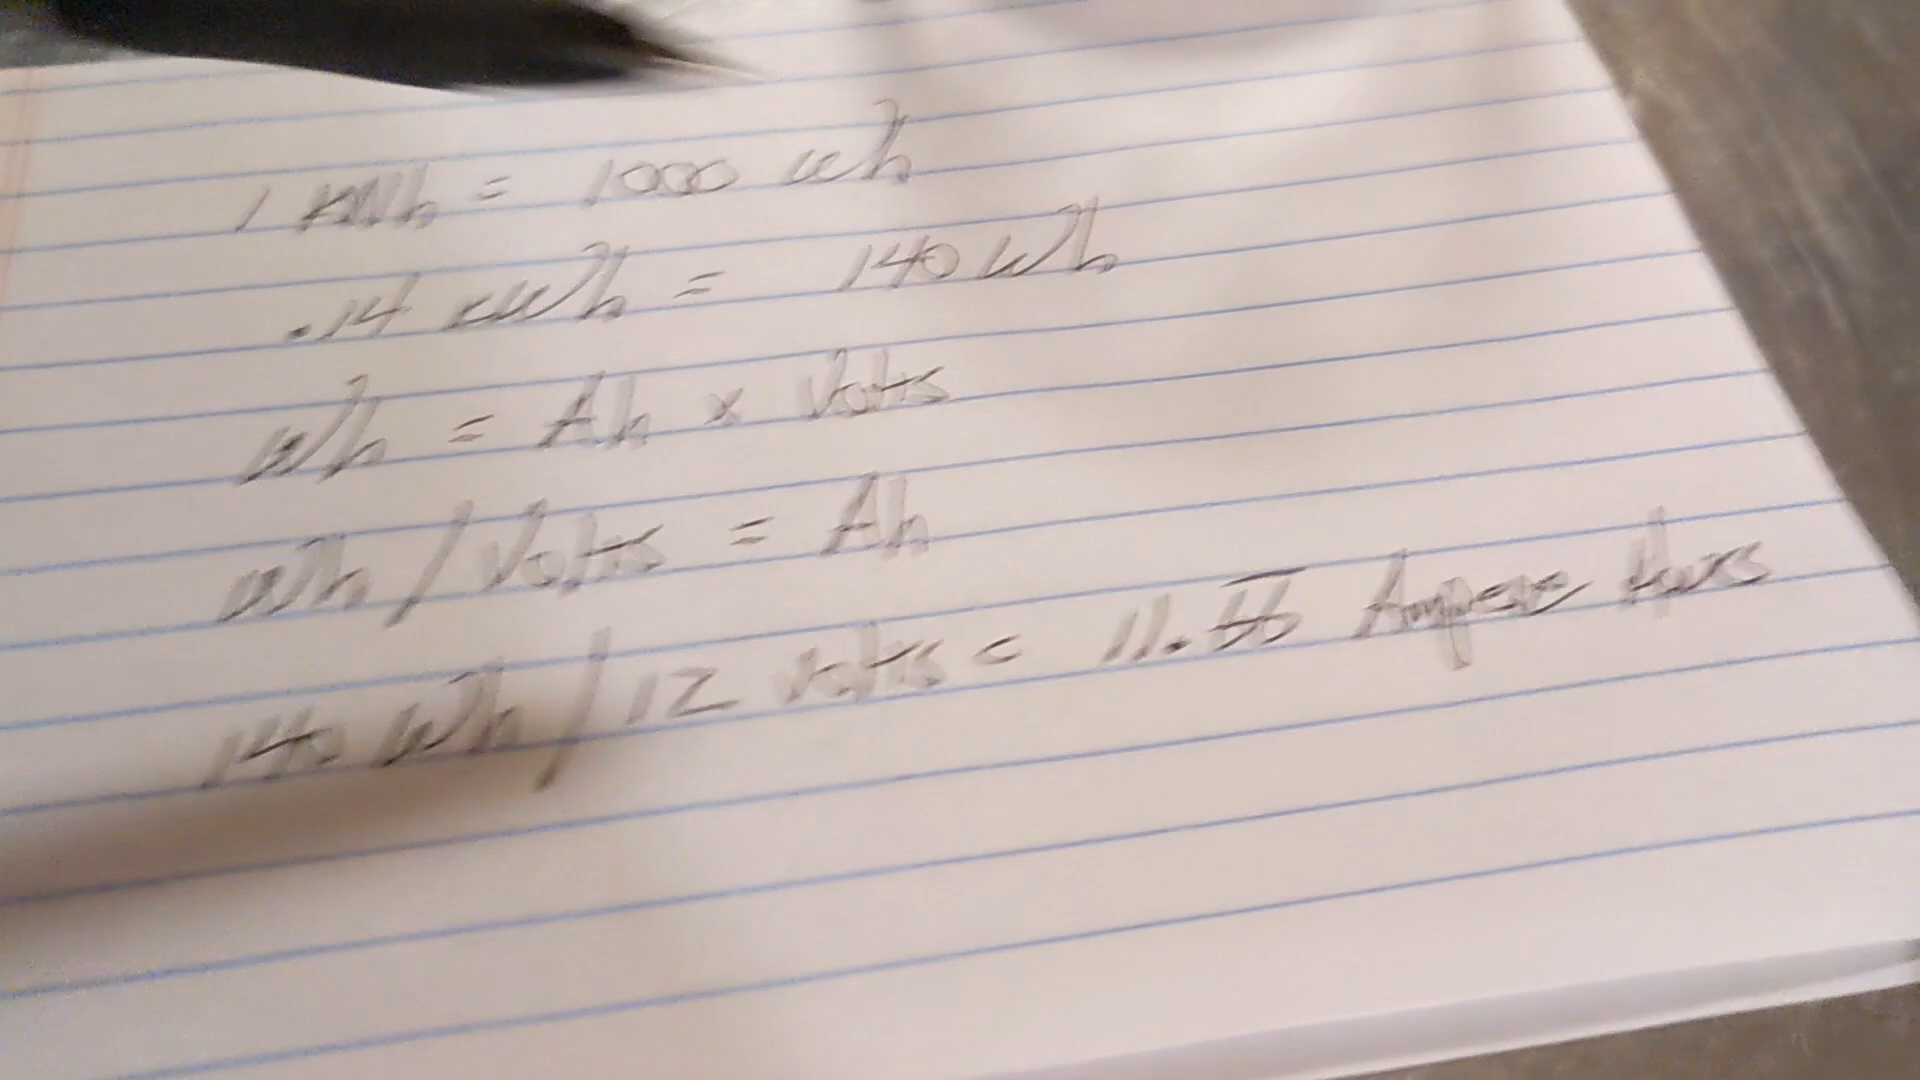 1 KWh = 1000 Wh
.14 KWh = 140 Wh
Wh = Ah x Volts
Wh / Volts = Ah
140 Wh / 12 Volts = 11. Ampere Hours